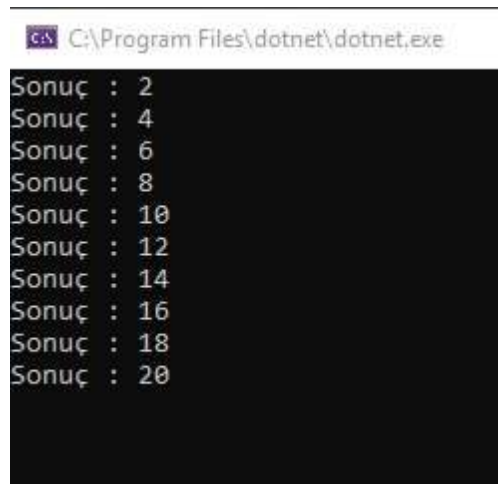 C:\Program Files\dotnet\dotnet.exe
Sonuç : 2
Sonuç : 4
Sonuç : 6
Sonuç : 8
Sonuç : 10
Sonuç : 12
Sonuç : 14
Sonuç : 16
Sonuç : 18
Sonuç : 20